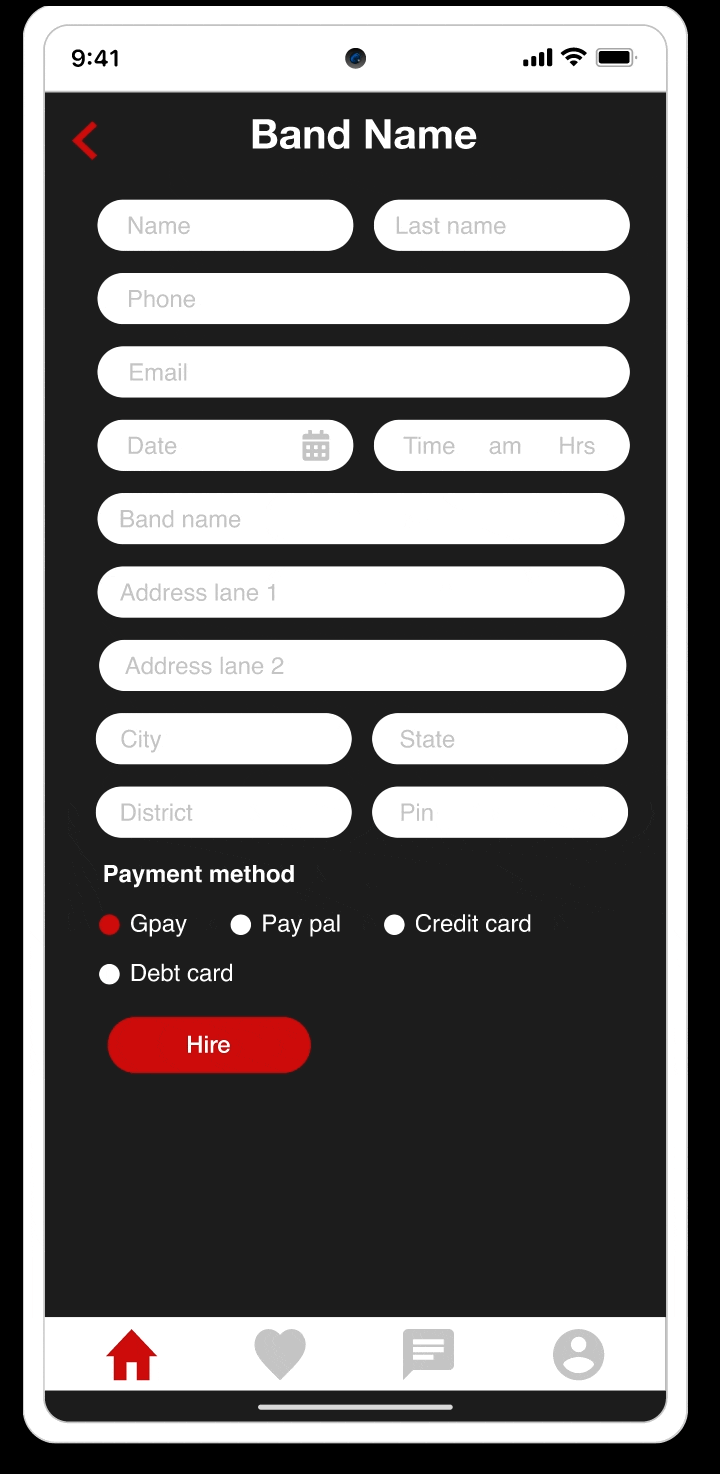 9:41
Band Name
Name Last name
Phone
Email
Date Time am Hrs
Band name
Address lane 1
Address lane 2
City State
District Pin
Payment method
Gpay Pay pal Credit card
Debt card
Hire